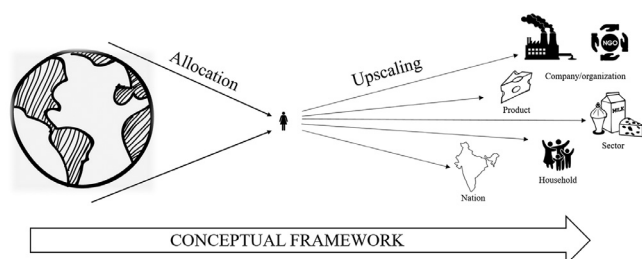 Allocation
Upscaling
NGO
Company/organization
Product
MILK
Sector
Household
Nation
CONCEPTUAL FRAMEWORK